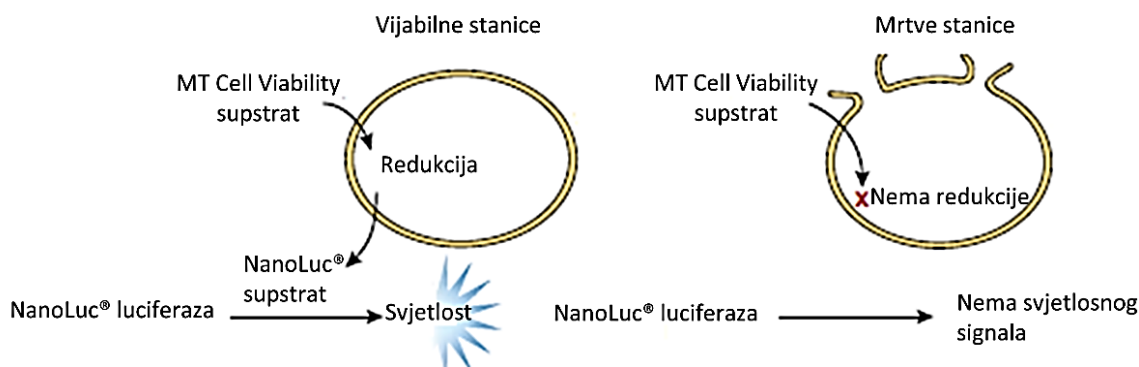 Vijabilne stanice
MT Cell Viability
supstrat
Redukcija
NanoLuc®
supstrat
NanoLuc® luciferaza
Svjetlost
Mrtve stanice
MT Cell Viability
supstrat
x Nema redukcije
NanoLuc® luciferaza
Nema svjetlosnog
signala